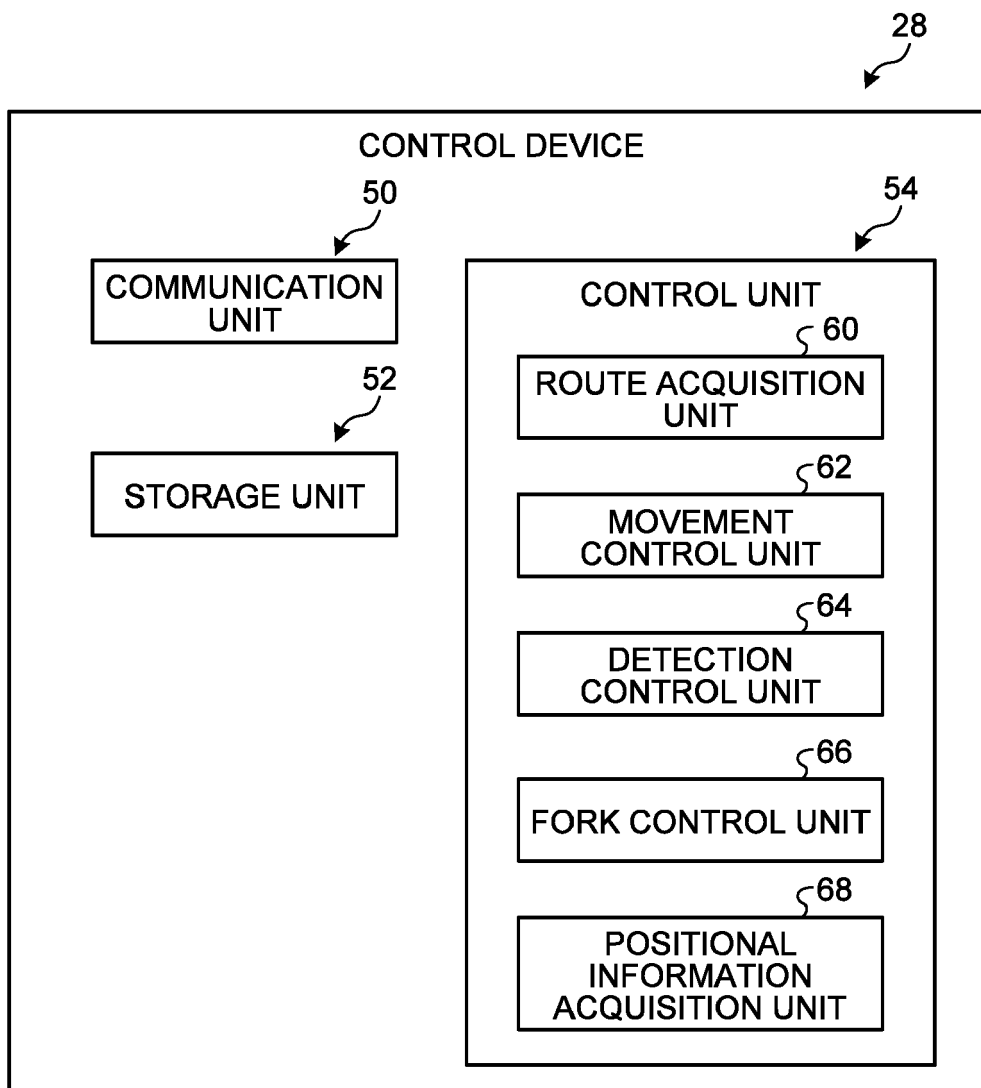 28
CONTROL DEVICE
50
COMMUNICATION
UNIT
52
STORAGE UNIT
54
CONTROL UNIT
60
ROUTE ACQUISITION
UNIT
62
MOVEMENT
CONTROL UNIT
64
DETECTION
CONTROL UNIT
66
FORK CONTROL UNIT
68
POSITIONAL
INFORMATION
ACQUISITION UNIT